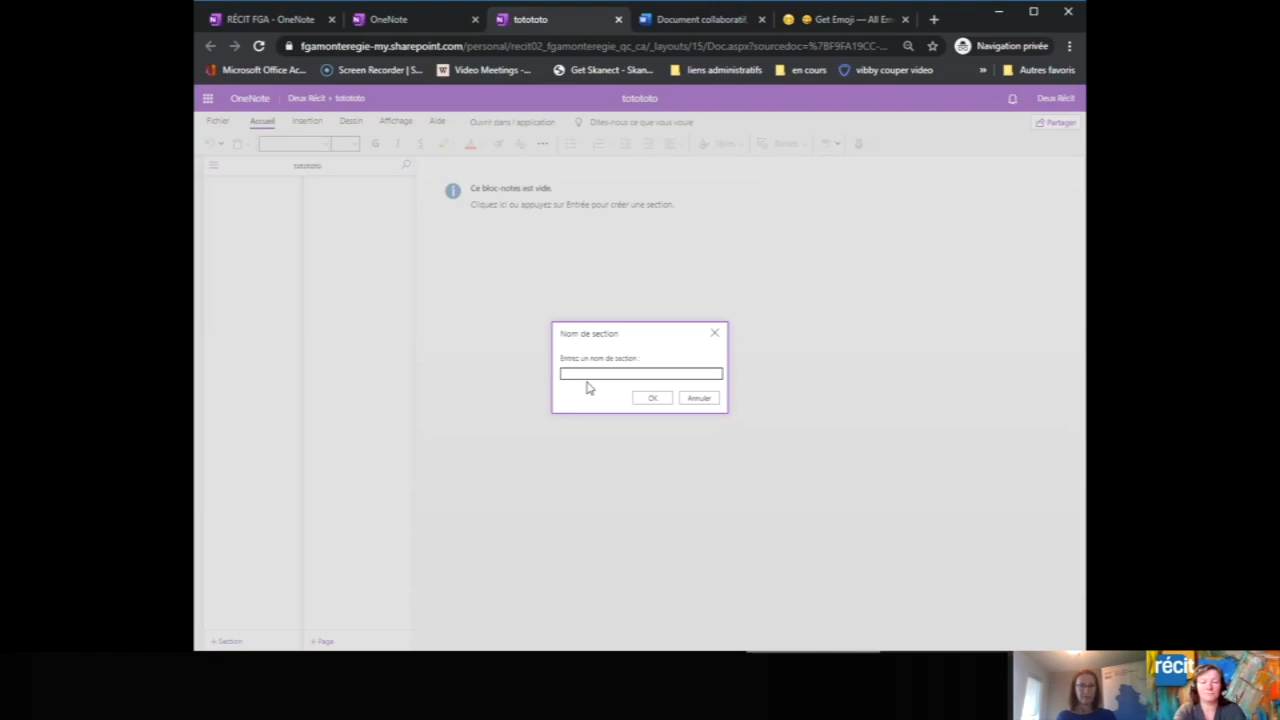 RÉCIT FGA - OneNote
OneNote
totototo
Document collaboratif.
Get Emoji — All Em
fgamonteregie-my.sharepoint.com/personal/recit02_fgamonteregie_qc_ca/_layouts/15/Doc.aspx?sourcedoc=%7BF9FA19CC-...
Navigation privée
Microsoft Office Ac...
Screen Recorder | S...
Video Meetings -...
Get Skanect - Skan...
liens administratifs
en cours
vibby couper video
»
Autres favoris
OneNote
Deux Récit + totototo
totototo
Deux Récit
Fichier
Accueil
Insertion
Dessin
Affichage
Aide
Ouvrir dans l'application
Dites-nous ce que vous voule
Partager
G
I
S
A
Styles
totototo
Ce bloc-notes est vide.
Cliquez ici ou appuyez sur Entrée pour créer une section.
Nom de section
Entrez un nom de section :
OK
Annuler
+ Section
+ Page
récit